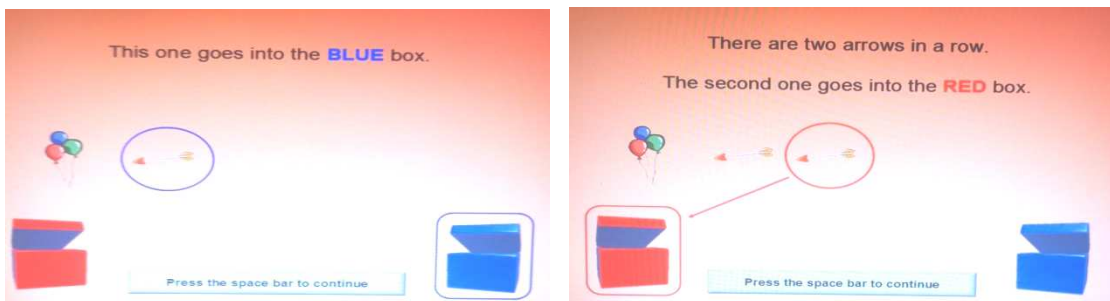 This one goes into the BLUE box.
Press the space bar to continue
There are two arrows in a row.
The second one goes into the RED box.
Press the space bar to continue